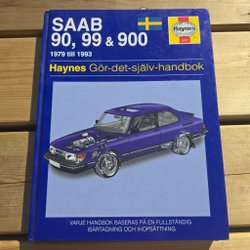 SAAB
90, 99 & 900
1979 till 1993
Haynes
Haynes Gör-det-själv-handbok
VARJE HANDBOK BASERAS PÅ EN FULLSTÄNDIG
ISÄRTAGNING OCH IHOPSÄTTNING